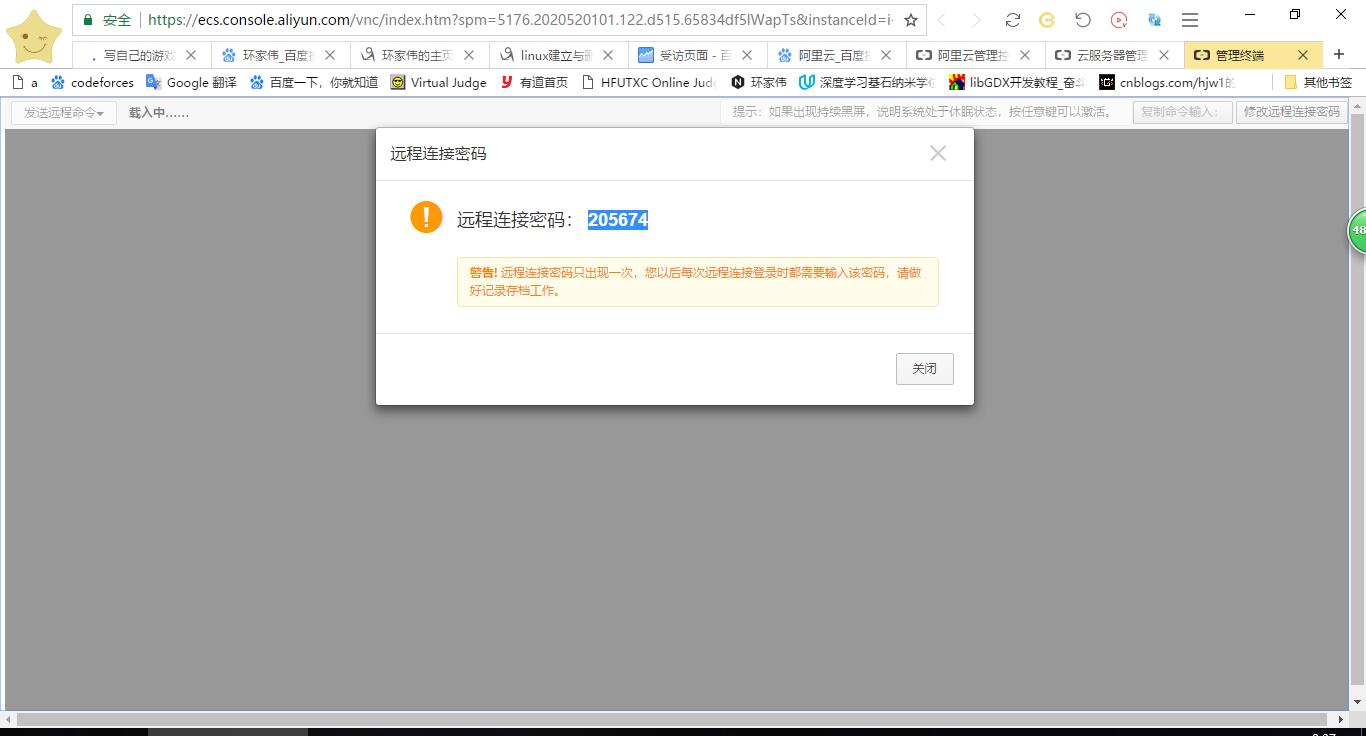 安全
https://ecs.console.aliyun.com/vnc/index.htm?spm=5176.2020520101.122.d515.65834df5lWapTs&instanceId=i-
写自己的游戏
环家伟_百度
环家伟的主页
linux建立与
受访页面 - 百
阿里云_百度
阿里云管理控
云服务器管理
管理终端
a
codeforces
Google 翻译
百度一下，你就知道
Virtual Judge
有道首页
HFUTXC Online Judg
环家伟
深度学习基石纳米学位
libGDX开发教程_奋斗
cnblogs.com/hjw1的
其他书签
发送远程命令
载入中......
提示：如果出现持续黑屏，说明系统处于休眠状态，按任意键可以激活。
复制命令输入：
修改远程连接密码
远程连接密码
远程连接密码： 205674
警告! 远程连接密码只出现一次，您以后每次远程连接登录时都需要输入该密码，请做
好记录存档工作。
关闭
48